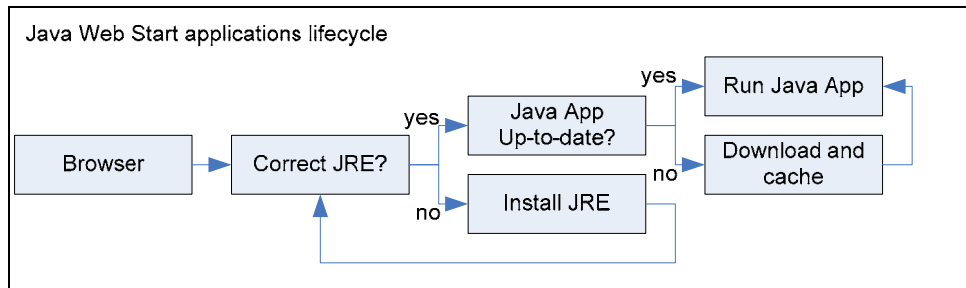 Java Web Start applications lifecycle
Browser
Correct JRE?
yes
no
Java App
Up-to-date?
Install JRE
yes
no
Run Java App
Download and
cache